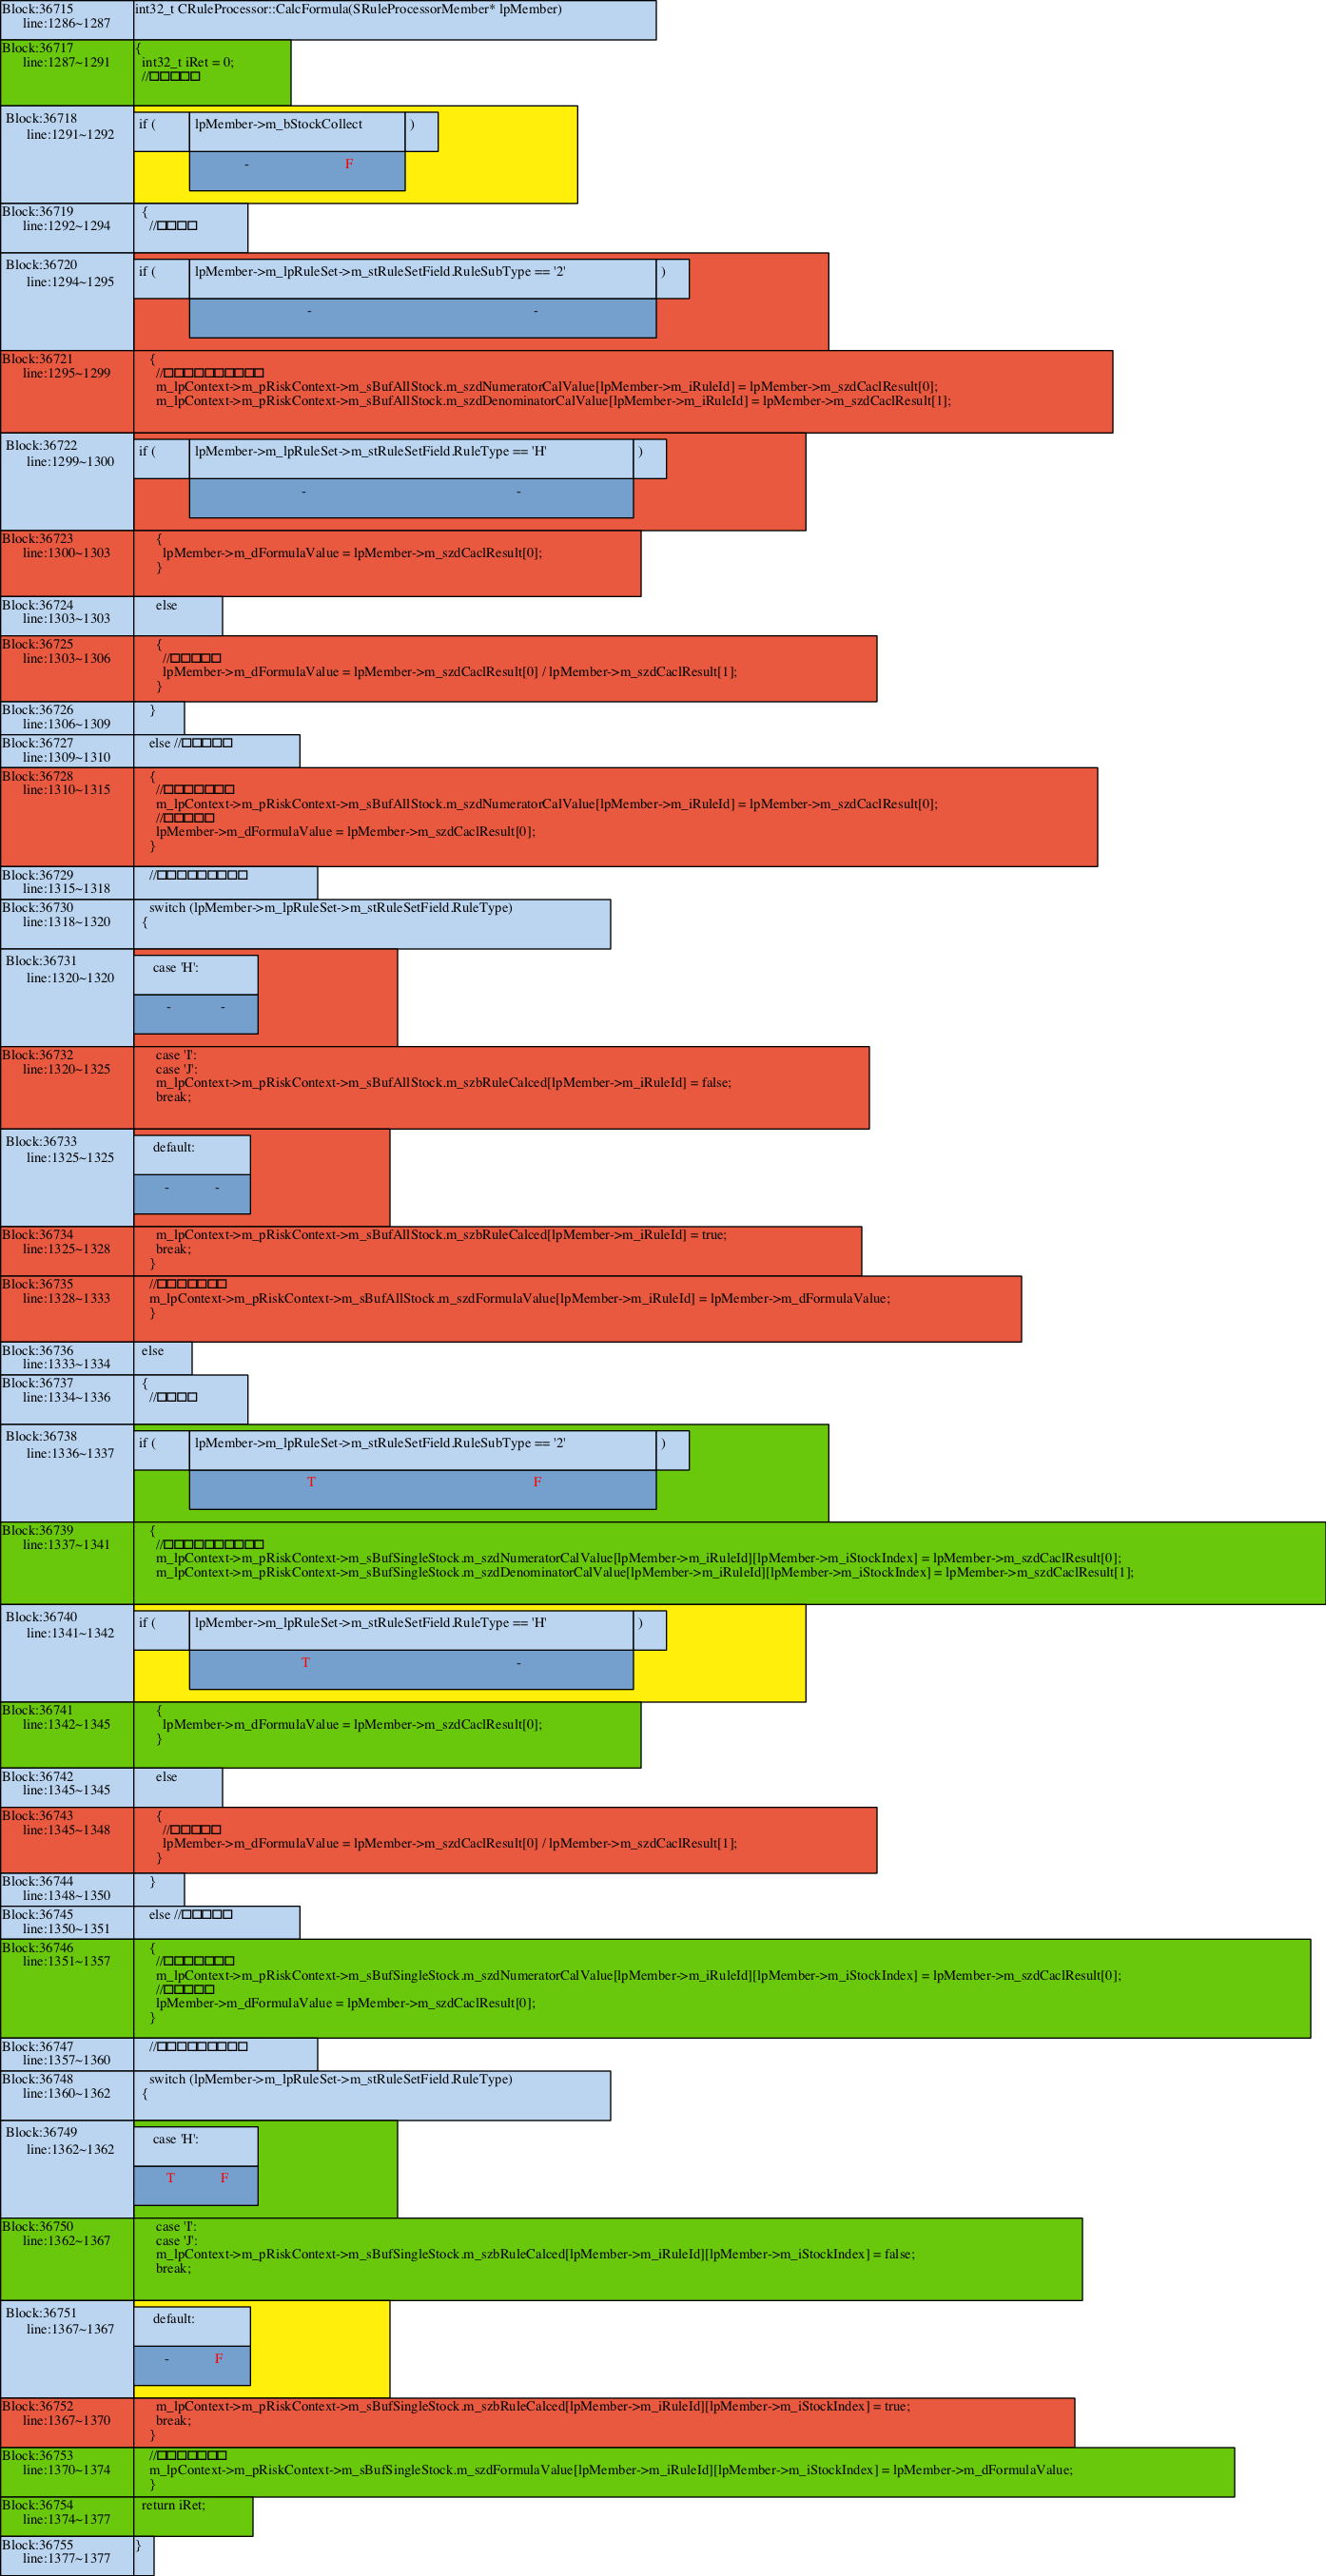 Block:36715
line:1286~1287
int32_t CRuleProcessor::CalcFormula(SRuleProcessorMember* lpMember)
Block:36717
line:1287~1291
{
int32_t iRet = 0;
//□□□□□
Block:36718
line:1291~1292
if ( lpMember->m_bStockCollect )
- F
Block:36719
line:1292~1294
{
//□□□□
Block:36720
line:1294~1295
if ( lpMember->m_lpRuleSet->m_stRuleSetField.RuleSubType == '2' )
- -
Block:36721
line:1295~1299
{
//□□□□□□□□□□
m_lpContext->m_pRiskContext->m_sBufAllStock.m_szdNumeratorCalValue[lpMember->m_iRuleId] = lpMember->m_szdCaclResult[0];
m_lpContext->m_pRiskContext->m_sBufAllStock.m_szdDenominatorCalValue[lpMember->m_iRuleId] = lpMember->m_szdCaclResult[1];
Block:36722
line:1299~1300
if ( lpMember->m_lpRuleSet->m_stRuleSetField.RuleType == 'H' )
- -
Block:36723
line:1300~1303
{
lpMember->m_dFormulaValue = lpMember->m_szdCaclResult[0];
}
Block:36724
line:1303~1303
else
Block:36725
line:1303~1306
{
//□□□□□
lpMember->m_dFormulaValue = lpMember->m_szdCaclResult[0] / lpMember->m_szdCaclResult[1];
}
Block:36726
line:1306~1309
}
Block:36727
line:1309~1310
else //□□□□□
Block:36728
line:1310~1315
{
//□□□□□□□
m_lpContext->m_pRiskContext->m_sBufAllStock.m_szdNumeratorCalValue[lpMember->m_iRuleId] = lpMember->m_szdCaclResult[0];
//□□□□□
lpMember->m_dFormulaValue = lpMember->m_szdCaclResult[0];
}
Block:36729
line:1315~1318
//□□□□□□□□□
Block:36730
line:1318~1320
switch (lpMember->m_lpRuleSet->m_stRuleSetField.RuleType)
{
Block:36731
line:1320~1320
case 'H':
- -
Block:36732
line:1320~1325
case 'I':
case 'J':
m_lpContext->m_pRiskContext->m_sBufAllStock.m_szbRuleCalced[lpMember->m_iRuleId] = false;
break;
Block:36733
line:1325~1325
default:
- -
Block:36734
line:1325~1328
m_lpContext->m_pRiskContext->m_sBufAllStock.m_szbRuleCalced[lpMember->m_iRuleId] = true;
break;
}
Block:36735
line:1328~1333
//□□□□□□□
m_lpContext->m_pRiskContext->m_sBufAllStock.m_szdFormulaValue[lpMember->m_iRuleId] = lpMember->m_dFormulaValue;
}
Block:36736
line:1333~1334
else
Block:36737
line:1334~1336
{
//□□□□
Block:36738
line:1336~1337
if ( lpMember->m_lpRuleSet->m_stRuleSetField.RuleSubType == '2' )
T F
Block:36739
line:1337~1341
{
//□□□□□□□□□□
m_lpContext->m_pRiskContext->m_sBufSingleStock.m_szdNumeratorCalValue[lpMember->m_iRuleId][lpMember->m_iStockIndex] = lpMember->m_szdCaclResult[0];
m_lpContext->m_pRiskContext->m_sBufSingleStock.m_szdDenominatorCalValue[lpMember->m_iRuleId][lpMember->m_iStockIndex] = lpMember->m_szdCaclResult[1];
Block:36740
line:1341~1342
if ( lpMember->m_lpRuleSet->m_stRuleSetField.RuleType == 'H' )
T -
Block:36741
line:1342~1345
{
lpMember->m_dFormulaValue = lpMember->m_szdCaclResult[0];
}
Block:36742
line:1345~1345
else
Block:36743
line:1345~1348
{
//□□□□□
lpMember->m_dFormulaValue = lpMember->m_szdCaclResult[0] / lpMember->m_szdCaclResult[1];
}
Block:36744
line:1348~1350
}
Block:36745
line:1350~1351
else //□□□□□
Block:36746
line:1351~1357
{
//□□□□□□□
m_lpContext->m_pRiskContext->m_sBufSingleStock.m_szdNumeratorCalValue[lpMember->m_iRuleId][lpMember->m_iStockIndex] = lpMember->m_szdCaclResult[0];
//□□□□□
lpMember->m_dFormulaValue = lpMember->m_szdCaclResult[0];
}
Block:36747
line:1357~1360
//□□□□□□□□□
Block:36748
line:1360~1362
switch (lpMember->m_lpRuleSet->m_stRuleSetField.RuleType)
{
Block:36749
line:1362~1362
case 'H':
T F
Block:36750
line:1362~1367
case 'I':
case 'J':
m_lpContext->m_pRiskContext->m_sBufSingleStock.m_szbRuleCalced[lpMember->m_iRuleId][lpMember->m_iStockIndex] = false;
break;
Block:36751
line:1367~1367
default:
- F
Block:36752
line:1367~1370
m_lpContext->m_pRiskContext->m_sBufSingleStock.m_szbRuleCalced[lpMember->m_iRuleId][lpMember->m_iStockIndex] = true;
break;
}
Block:36753
line:1370~1374
//□□□□□□□
m_lpContext->m_pRiskContext->m_sBufSingleStock.m_szdFormulaValue[lpMember->m_iRuleId][lpMember->m_iStockIndex] = lpMember->m_dFormulaValue;
}
Block:36754
line:1374~1377
return iRet;
Block:36755
line:1377~1377
}